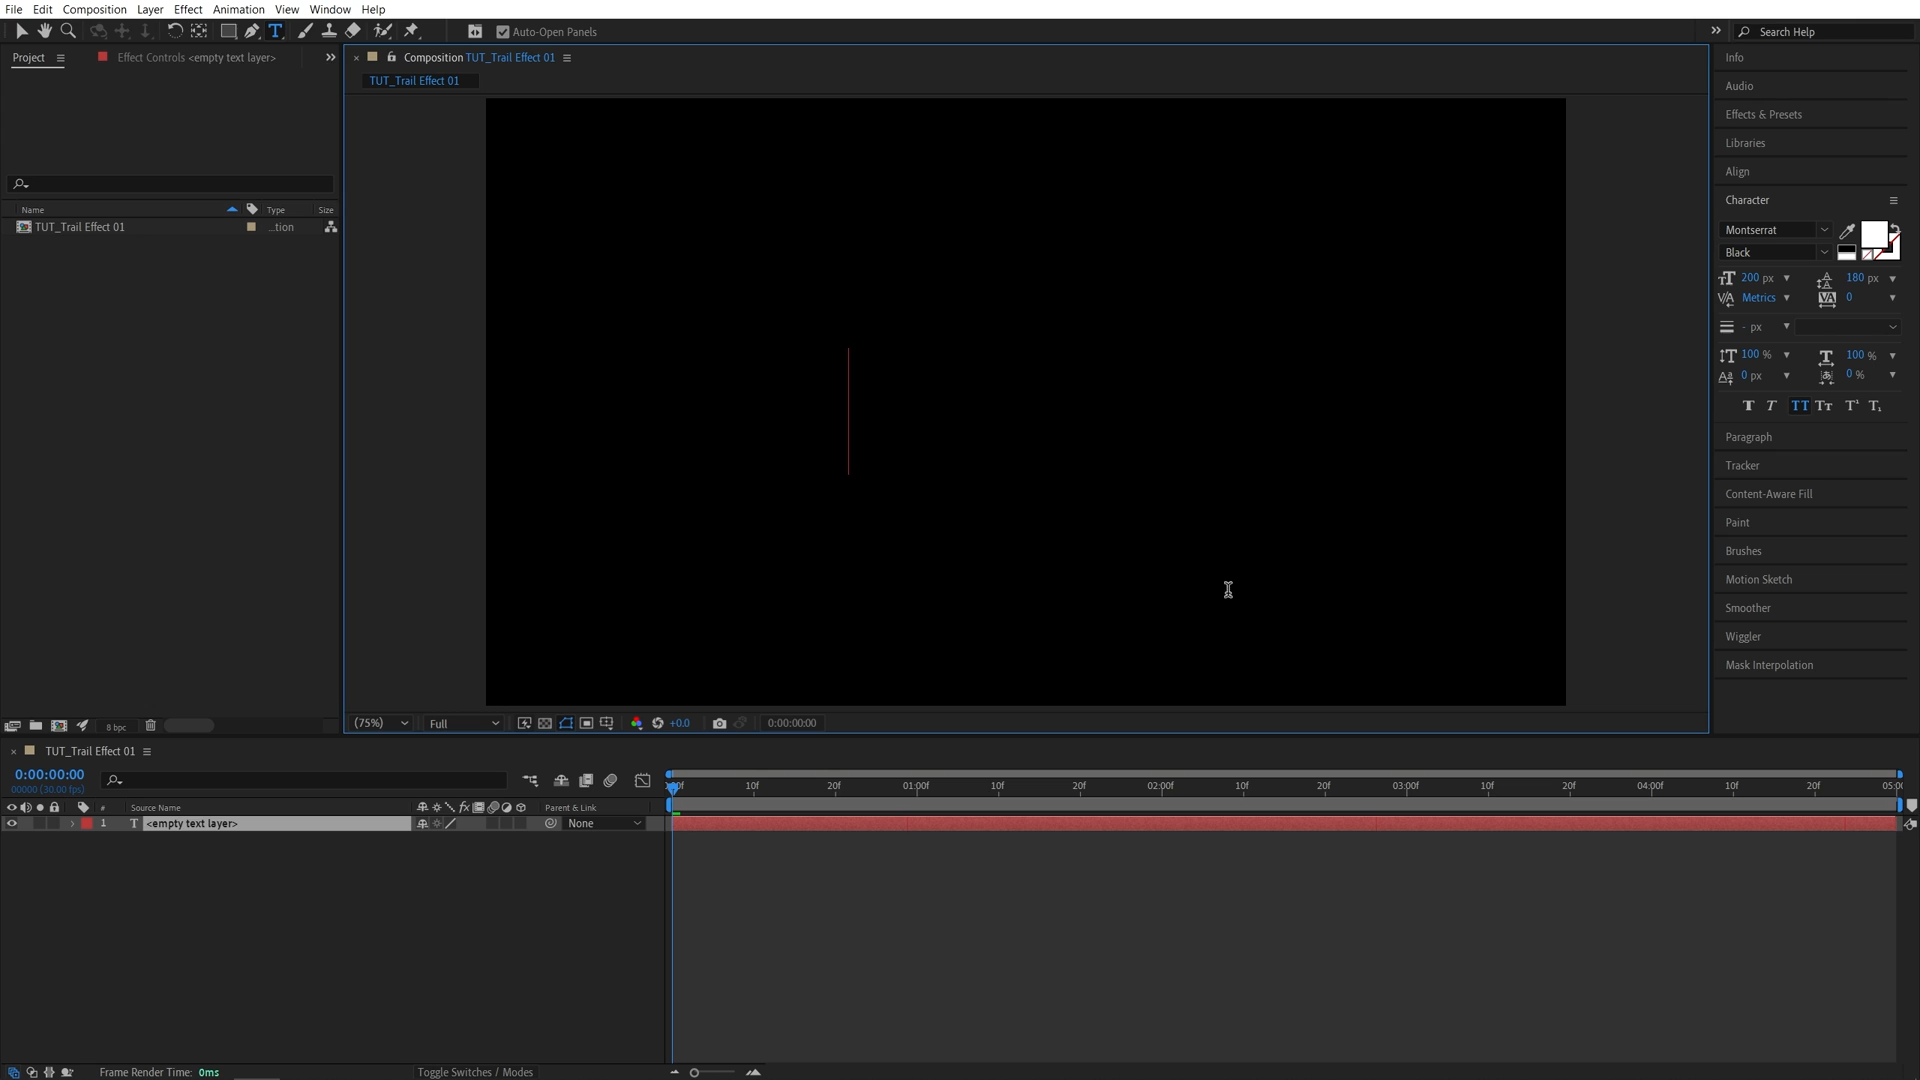 File Edit Composition Layer Effect Animation View Window Help
Auto-Open Panels
Search Help
Project
Effect Controls <empty text layer>
Composition TUT_Trail Effect 01
TUT_Trail Effect 01
Name Type Size
TUT_Trail Effect 01 ...tion
Info
Audio
Effects & Presets
Libraries
Align
Character
Montserrat
Black
200 px 180 px
Metrics 0
- px
100 % 100 %
0 px 0 %
Paragraph
Tracker
Content-Aware Fill
Paint
Brushes
Motion Sketch
Smoother
Wiggler
Mask Interpolation
8 bpc
(75%) Full +0.0 0:00:00:00
TUT_Trail Effect 01
0:00:00:00
00000 (30.00 fps)
10f 20f 01:00f 10f 20f 02:00f 10f 20f 03:00f 10f 20f 04:00f 10f 20f
# Source Name Parent & Link
1 T <empty text layer> None
Frame Render Time: 0ms
Toggle Switches / Modes